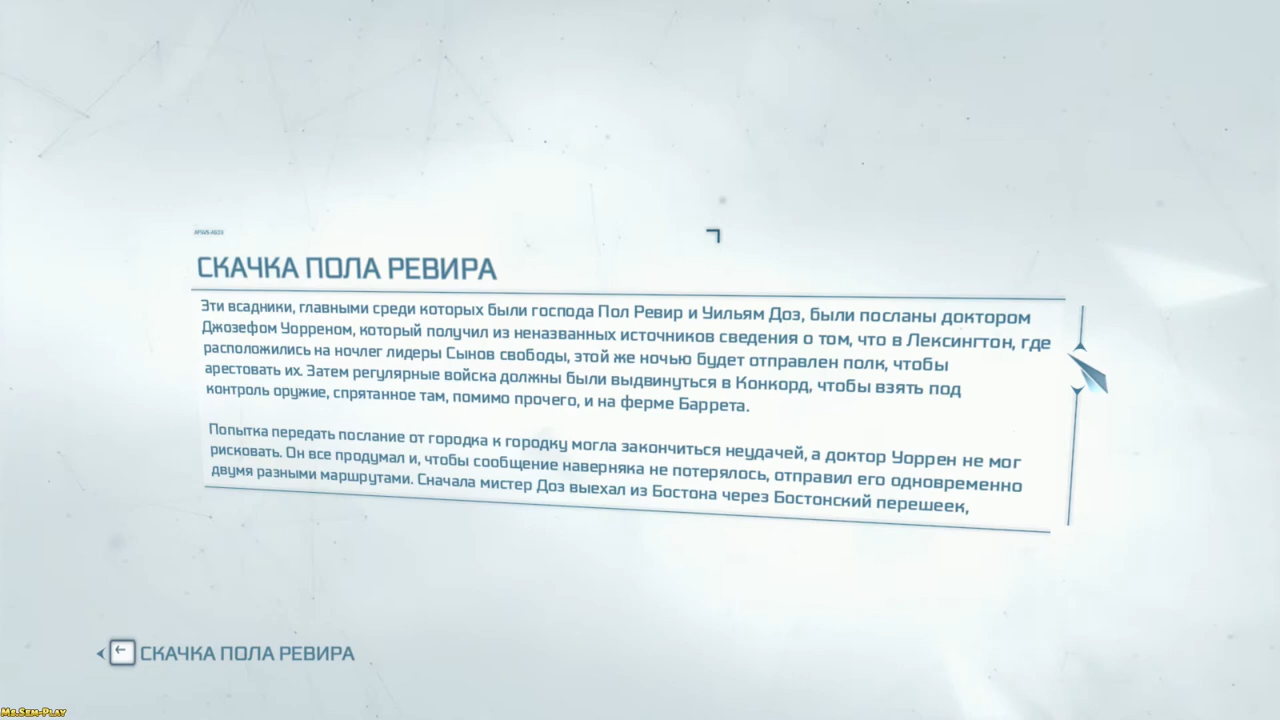 СКАЧКА ПОЛА РЕВИРА
Эти всадники, главными среди которых были господа Пол Ревир и Уильям Доз, были посланы доктором
Джозефом Уорреном, который получил из неназванных источников сведения о том, что в Лексингтон, где
расположились на ночлег лидеры Сынов свободы, этой же ночью будет отправлен полк, чтобы
арестовать их. Затем регулярные войска должны были выдвинуться в Конкорд, чтобы взять под
контроль оружие, спрятанное там, помимо прочего, и на ферме Баррета.
Попытка передать послание от городка к городку могла закончиться неудачей, а доктор Уоррен не мог
рисковать. Он все продумал и, чтобы сообщение наверняка не потерялось, отправил его одновременно
двумя разными маршрутами. Сначала мистер Доз выехал из Бостона через Бостонский перешеек,
СКАЧКА ПОЛА РЕВИРА
Ms.Sem-Play